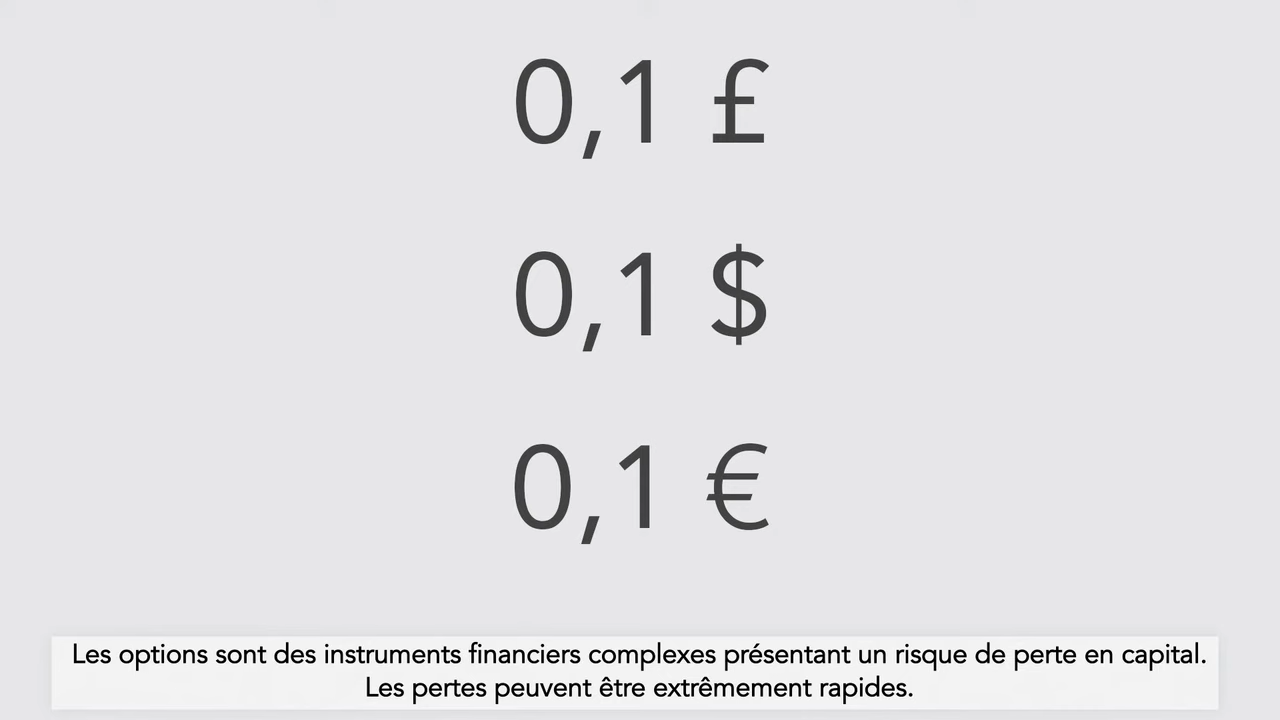 0,1 £
0,1 $
0,1 €
Les options sont des instruments financiers complexes présentant un risque de perte en capital.
Les pertes peuvent être extrêmement rapides.